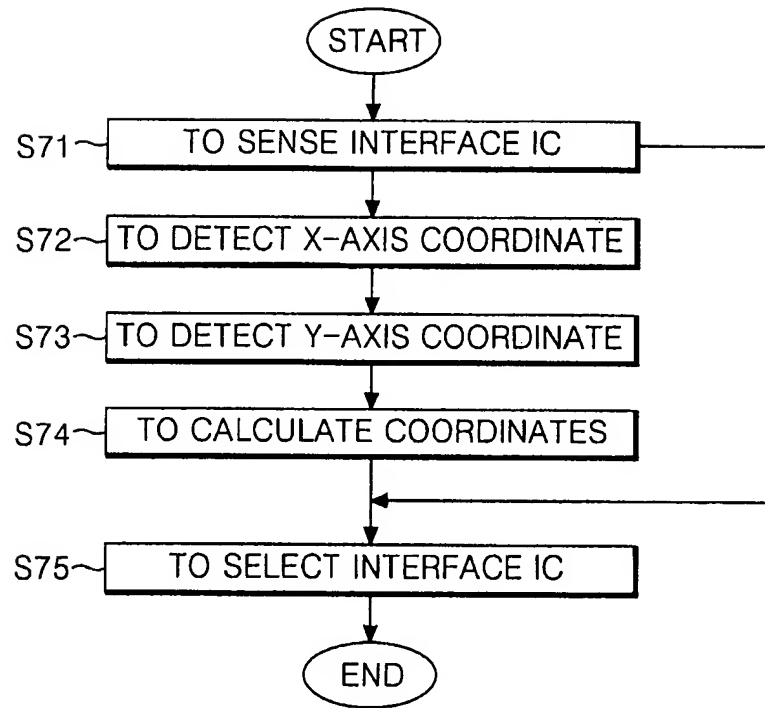 START
S71 TO SENSE INTERFACE IC
S72 TO DETECT X-AXIS COORDINATE
S73 TO DETECT Y-AXIS COORDINATE
S74 TO CALCULATE COORDINATES
S75 TO SELECT INTERFACE IC
END